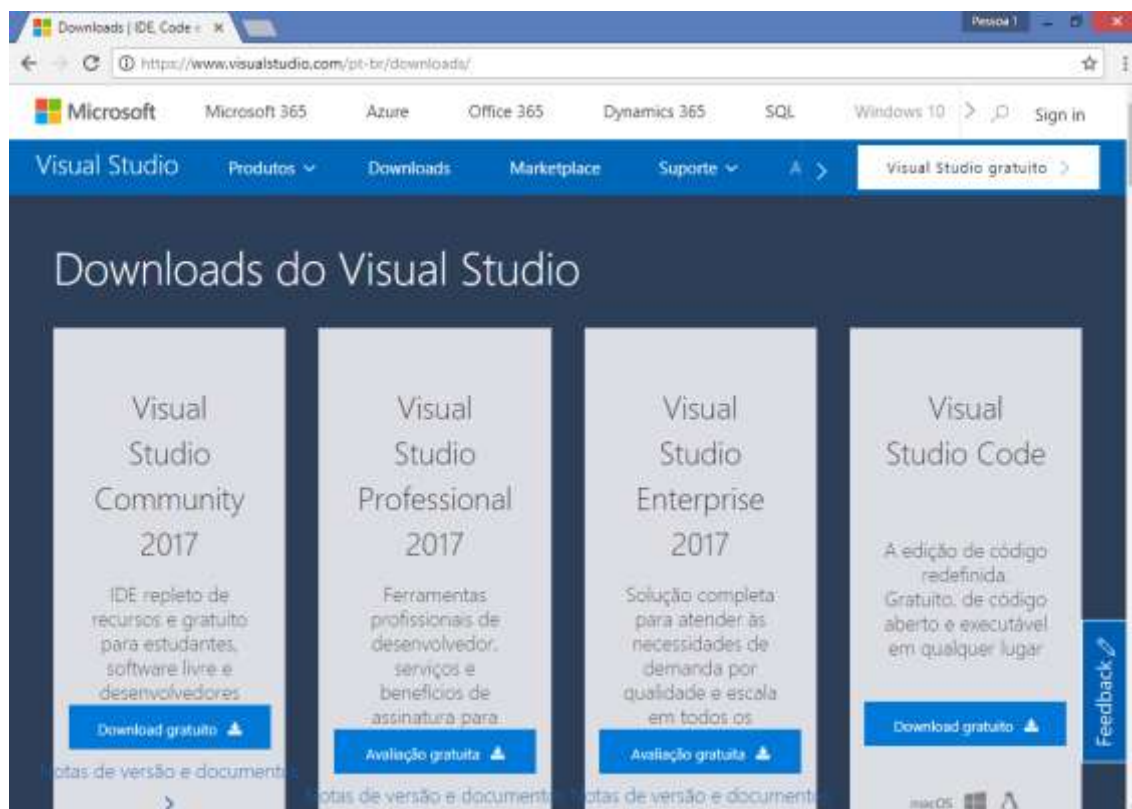 Downloads | IDE, Code e
Pessoa 1
https://www.visualstudio.com/pt-br/downloads/
Microsoft Microsoft 365 Azure Office 365 Dynamics 365 SQL Windows 10 Sign in
Visual Studio Produtos Downloads Marketplace Suporte A Visual Studio gratuito
Downloads do Visual Studio
Visual
Studio
Community
2017
IDE repleto de
recursos e gratuito
para estudantes,
software livre e
desenvolvedores
Download gratuito
Notas de versão e documentos
Visual
Studio
Professional
2017
Ferramentas
profissionais de
desenvolvedor,
serviços e
benefícios de
assinatura para
Avaliação gratuita
Notas de versão e documentos
Visual
Studio
Enterprise
2017
Solução completa
para atender às
necessidades de
demanda por
qualidade e escala
em todos os
Avaliação gratuita
Notas de versão e documentos
Visual
Studio Code
A edição de código
redefinida.
Gratuito, de código
aberto e executável
em qualquer lugar
Download gratuito
macOS
Feedback